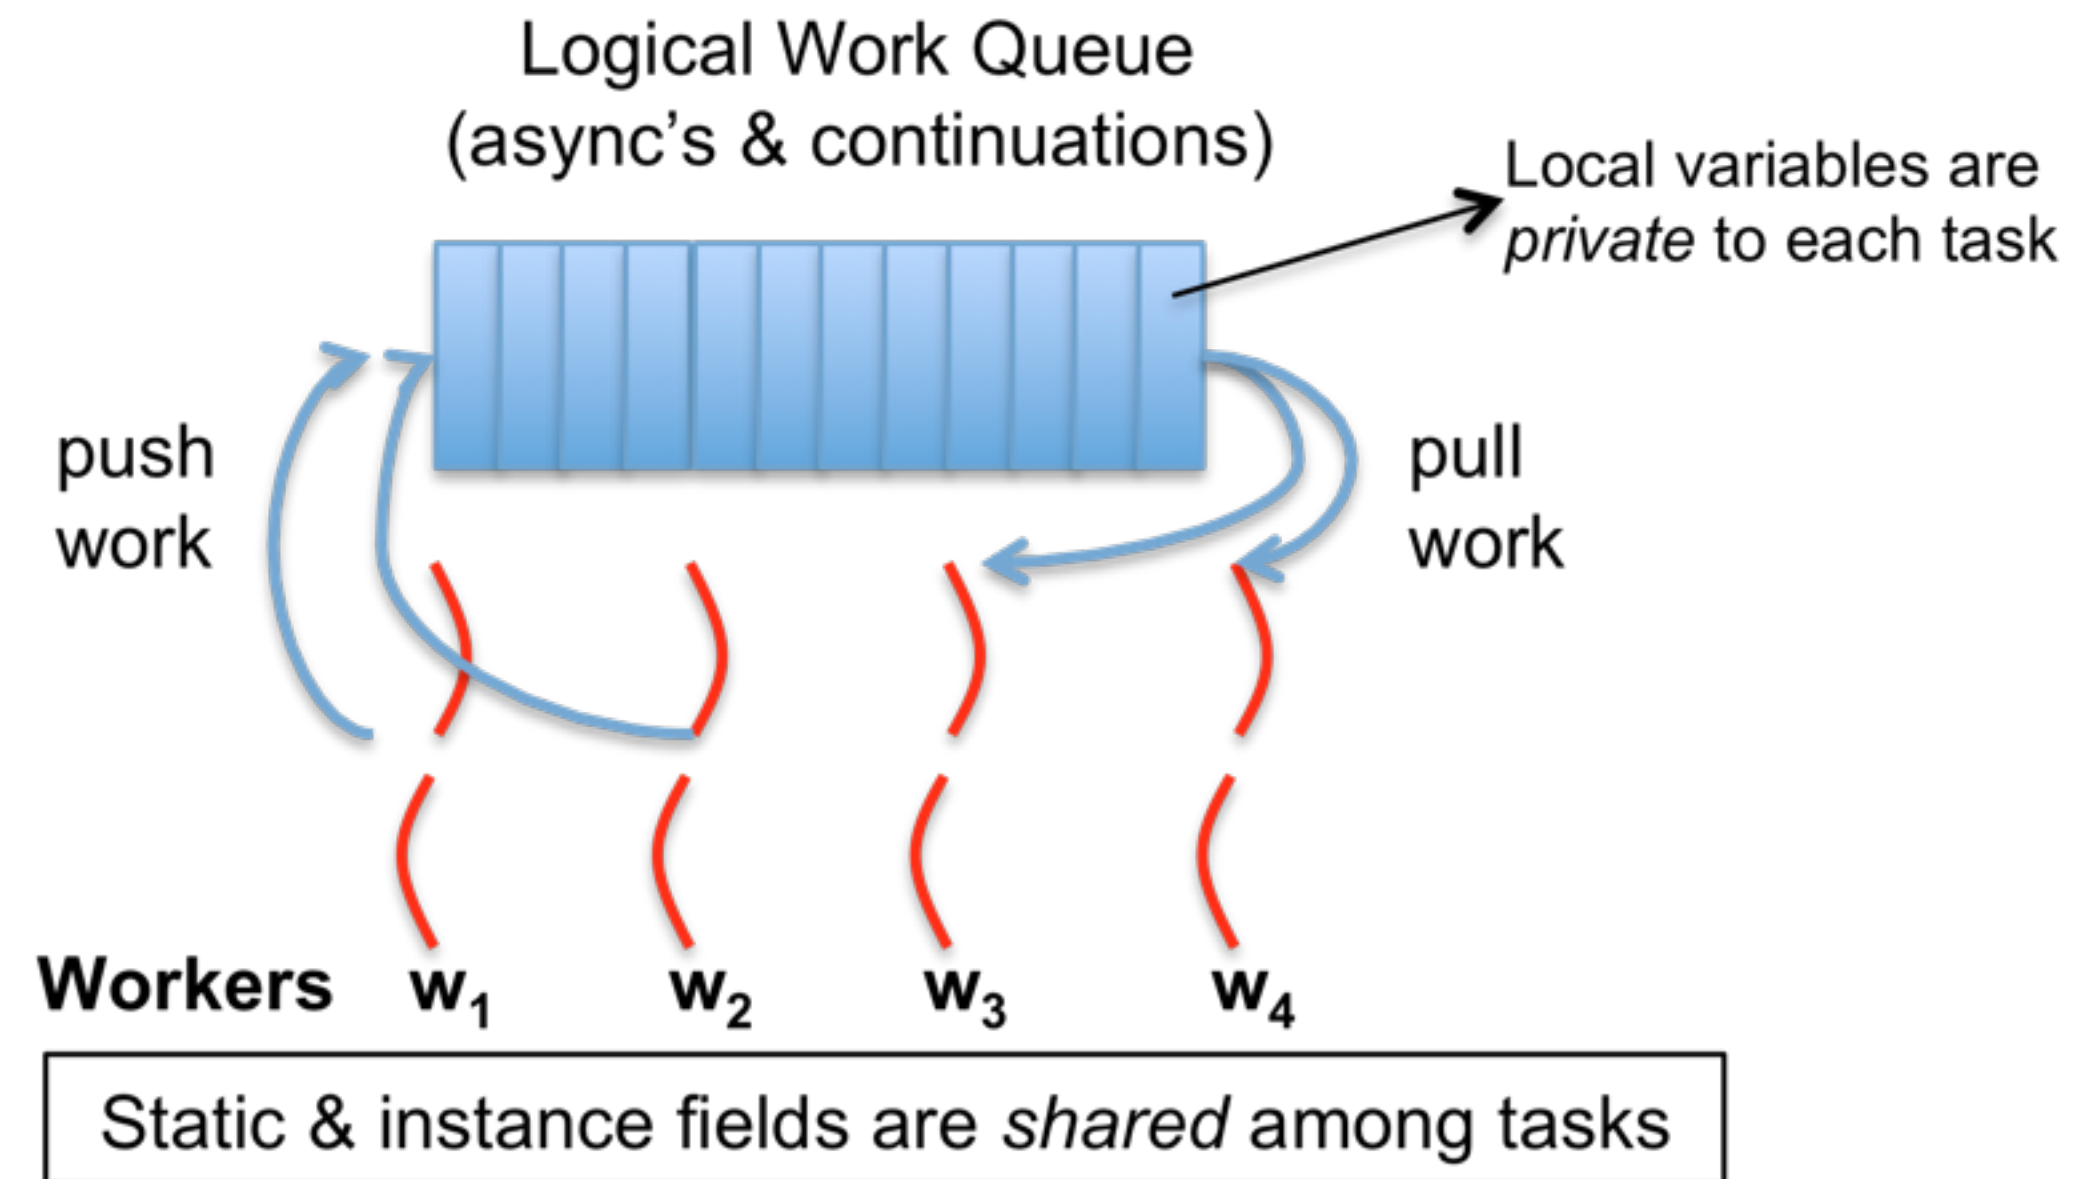 Logical Work Queue
(async’s & continuations)
Local variables are
private to each task
push
work
pull
work
Workers w1 w2 w3 w4
Static & instance fields are shared among tasks